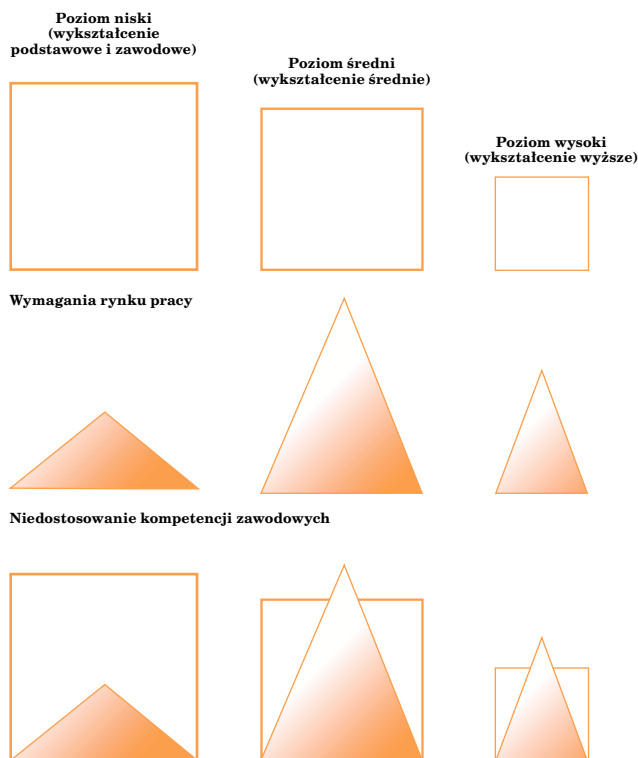 Poziom niski
(wykształcenie
podstawowe i zawodowe)
Poziom średni
(wykształcenie średnie)
Poziom wysoki
(wykształcenie wyższe)
Wymagania rynku pracy
Niedostosowanie kompetencji zawodowych